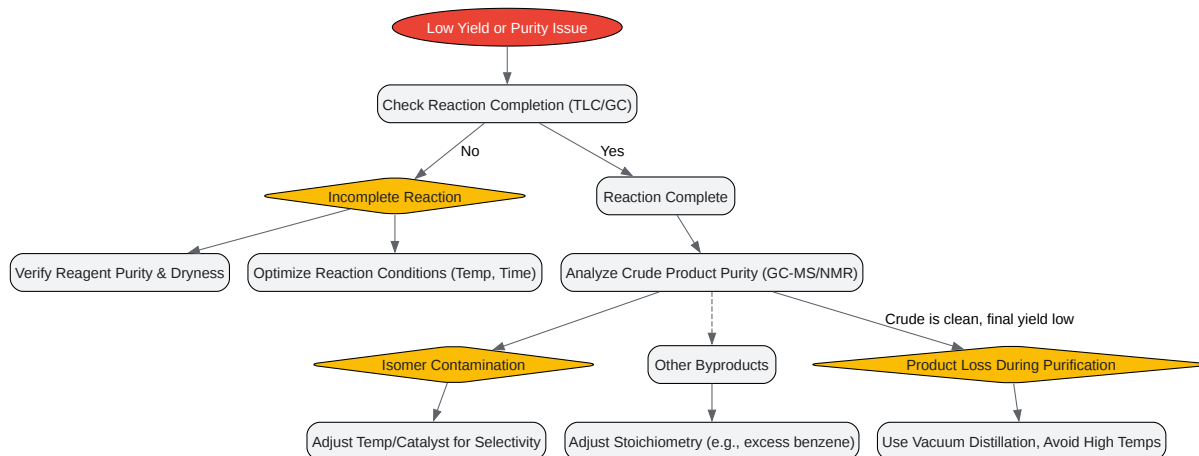 Low Yield or Purity Issue
Check Reaction Completion (TLC/GC)
No
Yes
Incomplete Reaction
Reaction Complete
Verify Reagent Purity & Dryness
Optimize Reaction Conditions (Temp, Time)
Analyze Crude Product Purity (GC-MS/NMR)
Crude is clean, final yield low
Isomer Contamination
Other Byproducts
Product Loss During Purification
Adjust Temp/Catalyst for Selectivity
Adjust Stoichiometry (e.g., excess benzene)
Use Vacuum Distillation, Avoid High Temps